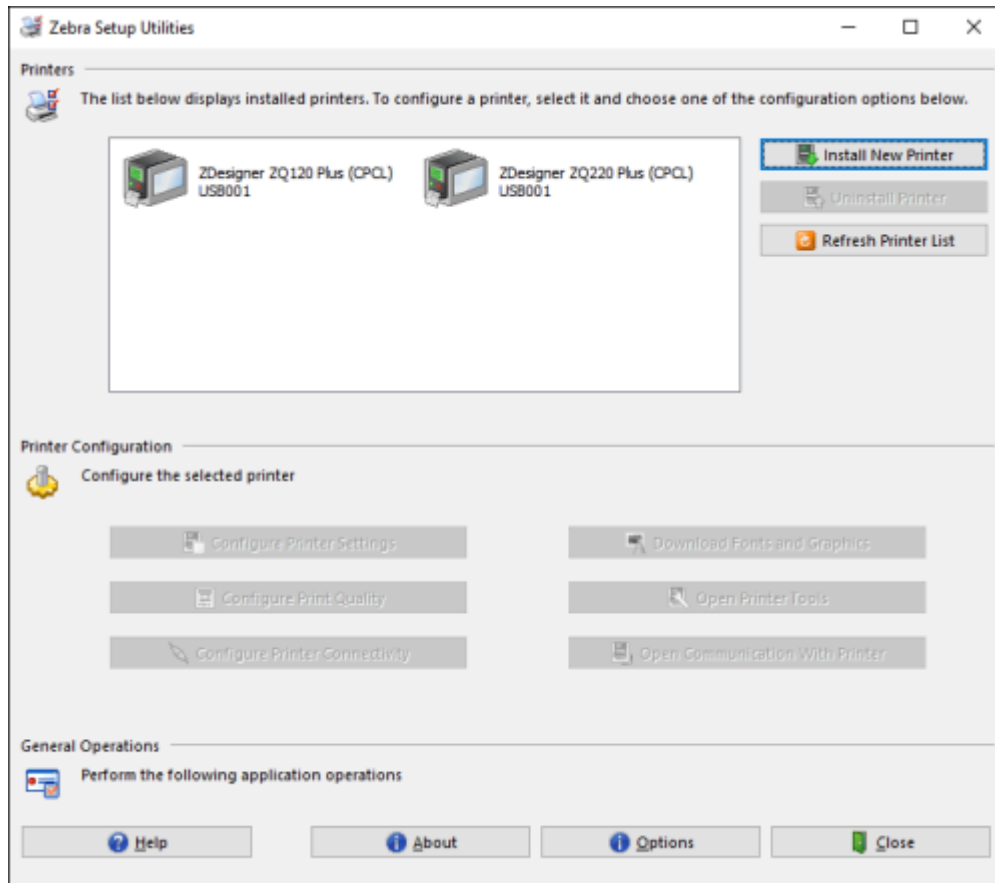 Zebra Setup Utilities
Printers
The list below displays installed printers. To configure a printer, select it and choose one of the configuration options below.
ZDesigner ZQ120 Plus (CPCL)
USB001
ZDesigner ZQ220 Plus (CPCL)
USB001
Install New Printer
Uninstall Printer
Refresh Printer List
Printer Configuration
Configure the selected printer
Configure Printer Settings
Download Fonts and Graphics
Configure Print Quality
Open Printer Tools
Configure Printer Connectivity
Open Communication With Printer
General Operations
Perform the following application operations
Help
About
Options
Close